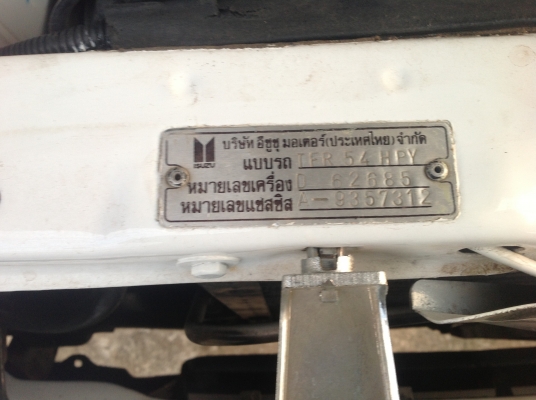 ISUZU
บริษัท อีซูซุ มอเตอร์(ประเทศไทย)จำกัด
แบบรถ TFR 54 HPY
หมายเลขเครื่อง
หมายเลขแชสซิส A-9357312